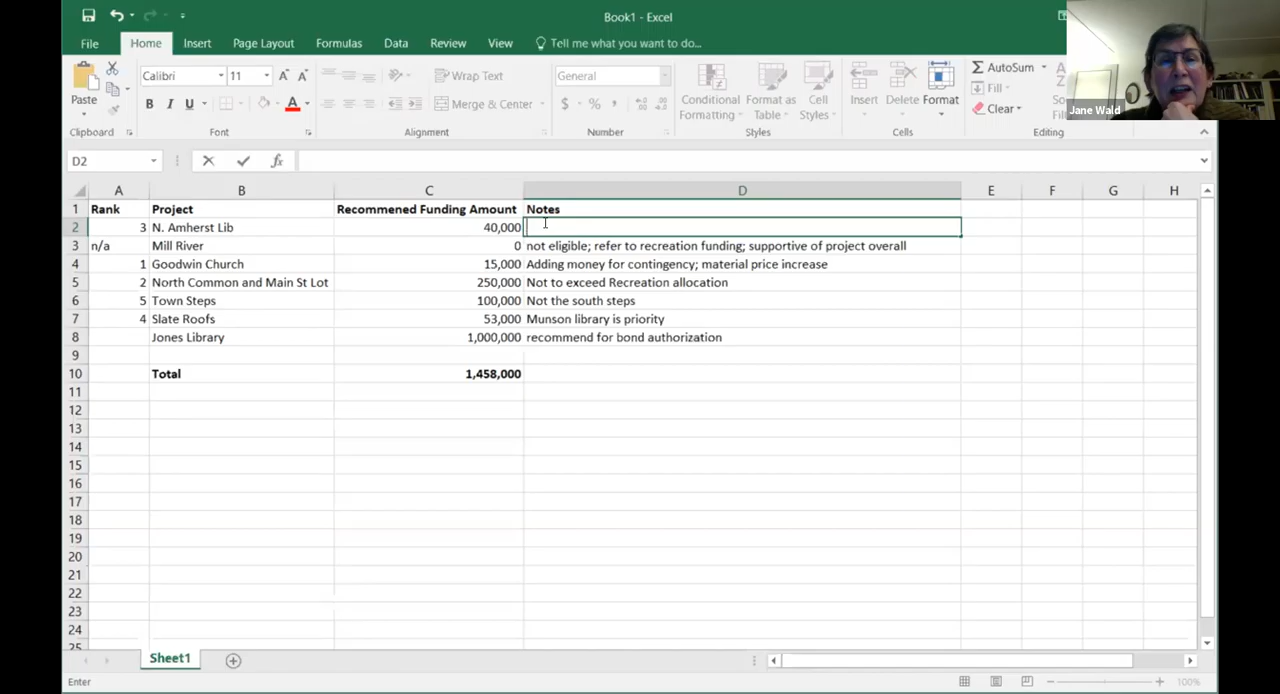 Book1 - Excel
File Home Insert Page Layout Formulas Data Review View Tell me what you want to do...
Jane Wald
Paste
Calibri 11
B I U
Wrap Text
Merge & Center
General
$ % ,
Conditional Formatting
Format as Table
Cell Styles
Insert Delete Format
AutoSum
Fill
Clear
Clipboard Font Alignment Number Styles Cells Editing
D2 fx
A B C D E F G H
1 Rank Project Recommened Funding Amount Notes
2 3 N. Amherst Lib 40,000
3 n/a Mill River 0 not eligible; refer to recreation funding; supportive of project overall
4 1 Goodwin Church 15,000 Adding money for contingency; material price increase
5 2 North Common and Main St Lot 250,000 Not to exceed Recreation allocation
6 5 Town Steps 100,000 Not the south steps
7 4 Slate Roofs 53,000 Munson library is priority
8 Jones Library 1,000,000 recommend for bond authorization
9
10 Total 1,458,000
11
12
13
14
15
16
17
18
19
20
21
22
23
24
25
Sheet1
Enter 100%